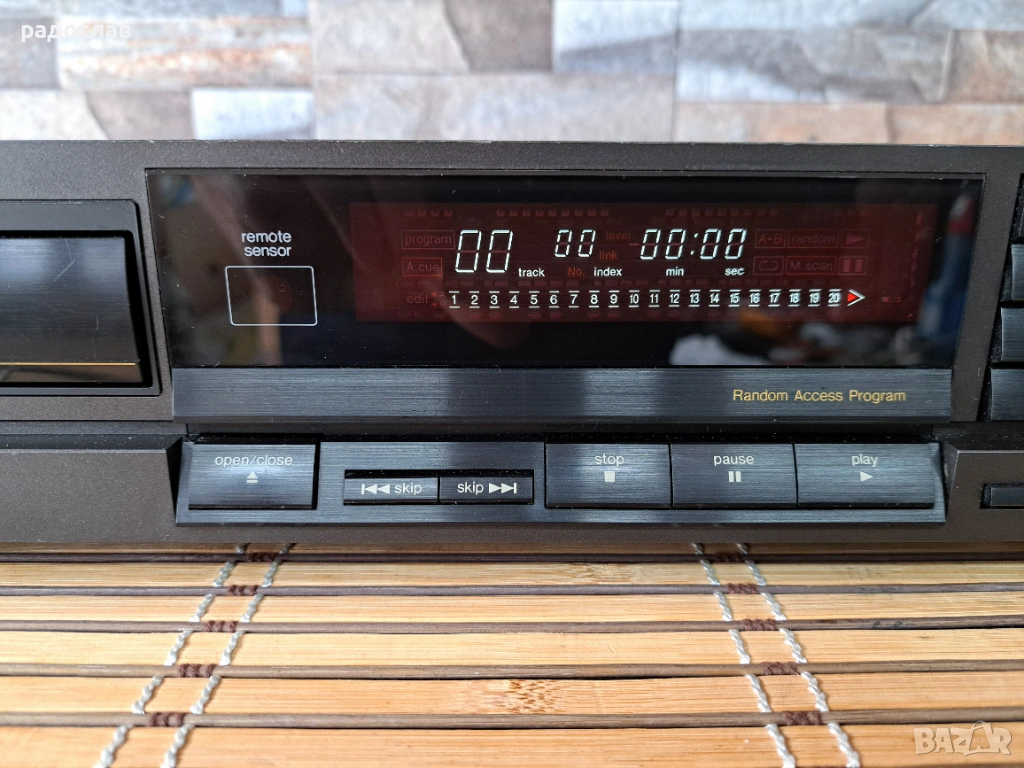 радослав
remote
sensor
program 00 00 level 00:00 A-B random
A.cue track No. link index min sec M.scan
edit 1 2 3 4 5 6 7 8 9 10 11 12 13 14 15 16 17 18 19 20
Random Access Program
open/close
skip skip
stop
pause
play
BAZAR